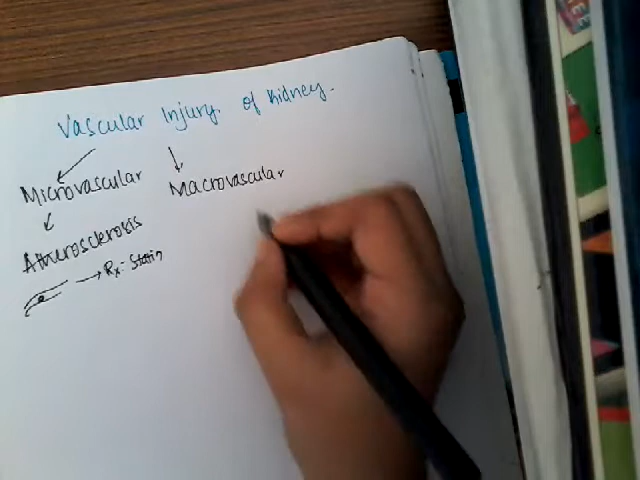 Vascular Injury. of Kidney.
Microvascular
Macrovascular
Atherosclerosis
Rx- Statin